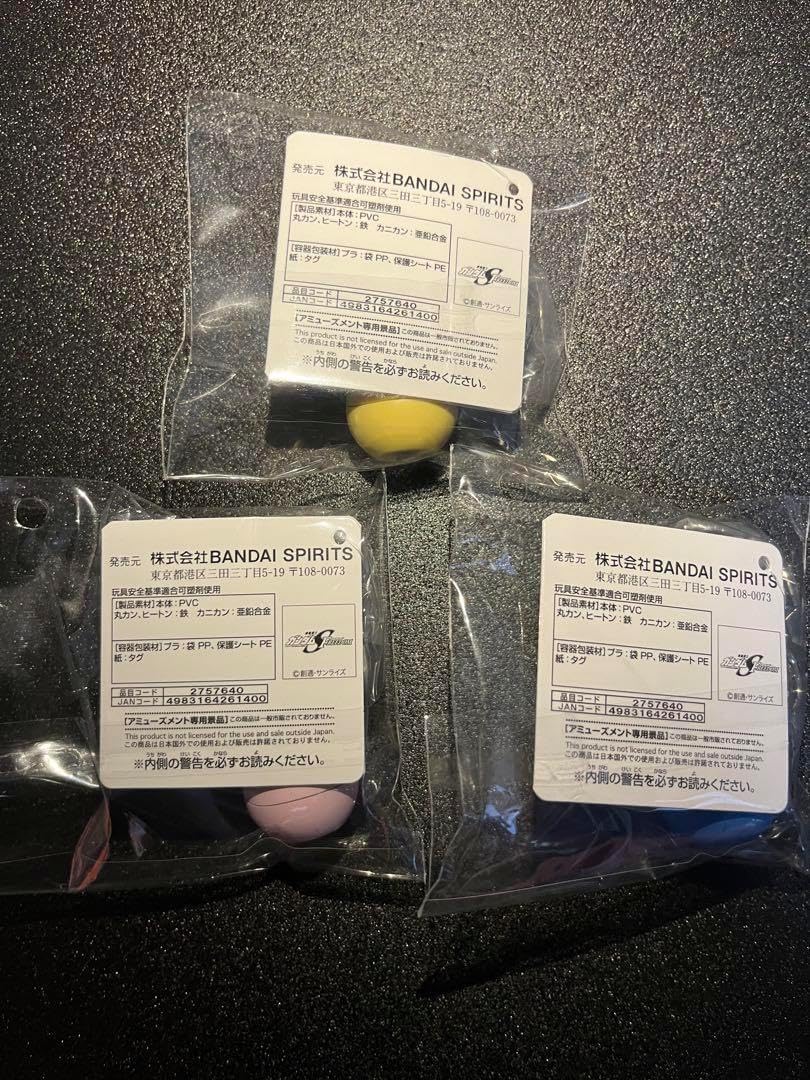 発売元 株式会社BANDAI SPIRITS
東京都港区三田三丁目5-19 〒108-0073
玩具安全基準適合可塑剤使用
[製品素材]本体:PVC
丸カン、ヒートン:鉄 カニカン:亜鉛合金
[容器包装材]プラ:袋 PP、保護シート PE
紙:タグ
©創通・サンライズ
品目コード 2757640
JANコード 4983164261400
[アミューズメント専用景品]この商品は一般市販されておりません。
This product is not licensed for the use and sale outside Japan.
この商品は日本国外での使用および販売は許諾されておりません。
※内側の警告を必ずお読みください。
発売元 株式会社BANDAI SPIRITS
東京都港区三田三丁目5-19 〒108-0073
玩具安全基準適合可塑剤使用
[製品素材]本体:PVC
丸カン、ヒートン:鉄 カニカン:亜鉛合金
[容器包装材]プラ:袋 PP、保護シート PE
紙:タグ
©創通・サンライズ
品目コード 2757640
JANコード 4983164261400
[アミューズメント専用景品]この商品は一般市販されておりません。
This product is not licensed for the use and sale outside Japan.
この商品は日本国外での使用および販売は許諾されておりません。
※内側の警告を必ずお読みください。
発売元 株式会社BANDAI SPIRITS
東京都港区三田三丁目5-19 〒108-0073
玩具安全基準適合可塑剤使用
[製品素材]本体:PVC
丸カン、ヒートン:鉄 カニカン:亜鉛合金
[容器包装材]プラ:袋 PP、保護シート PE
紙:タグ
©創通・サンライズ
品目コード 2757640
JANコード 4983164261400
[アミューズメント専用景品]この商品は一般市販されておりません。
This product is not licensed for the use and sale outside Japan.
この商品は日本国外での使用および販売は許諾されておりません。
※内側の警告を必ずお読みください。